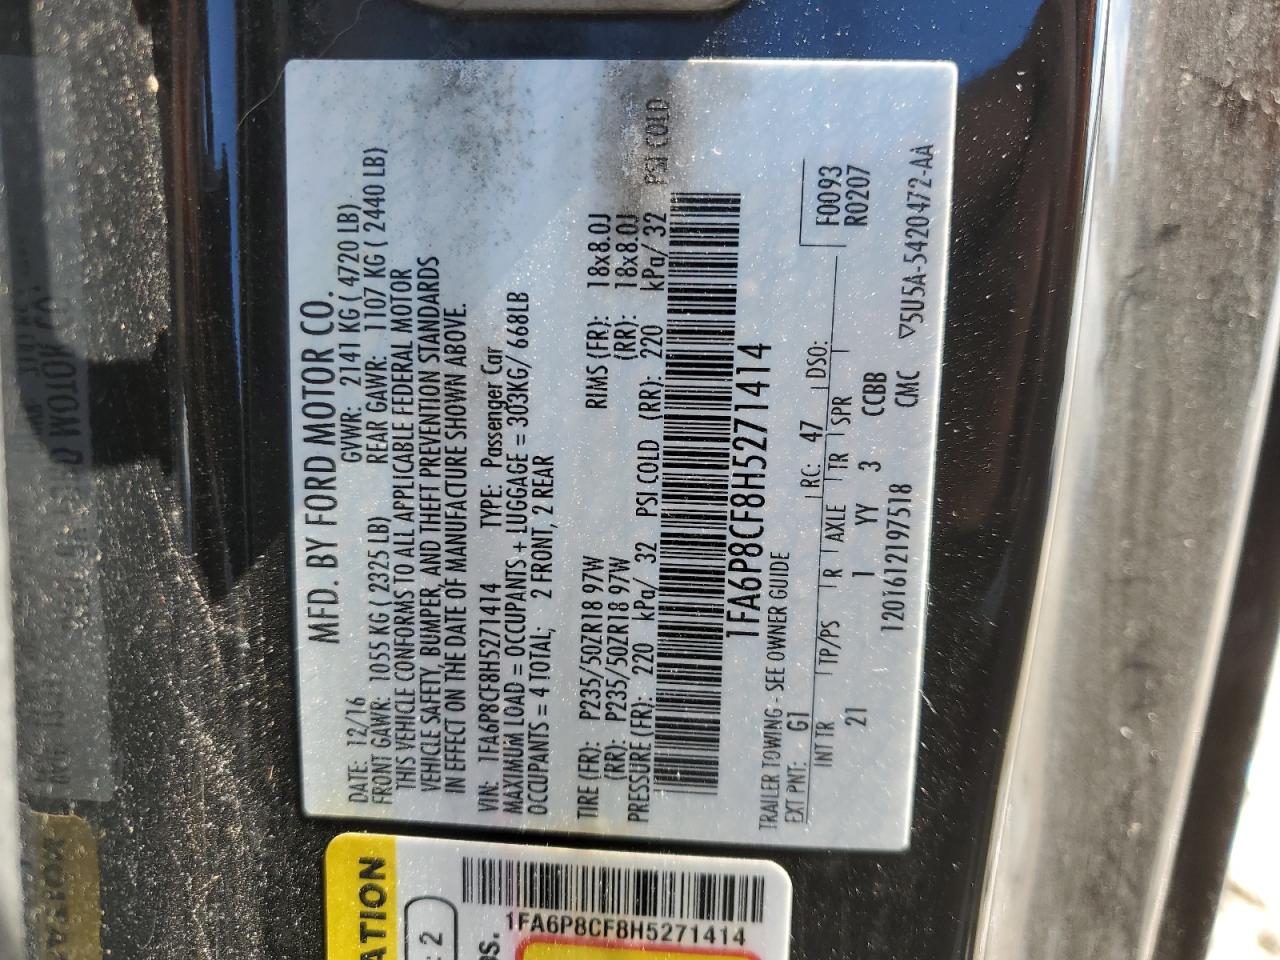 MFD. BY FORD MOTOR CO.
DATE: 12/16 GVWR: 2141 KG ( 4720 LB)
FRONT GAWR: 1055 KG ( 2325 LB) REAR GAWR: 1107 KG ( 2440 LB)
THIS VEHICLE CONFORMS TO ALL APPLICABLE FEDERAL MOTOR
VEHICLE SAFETY, BUMPER, AND THEFT PREVENTION STANDARDS
IN EFFECT ON THE DATE OF MANUFACTURE SHOWN ABOVE.
VIN: 1FA6P8CF8H5271414 TYPE: Passenger Car
MAXIMUM LOAD = OCCUPANTS + LUGGAGE = 303KG/ 668LB
OCCUPANTS = 4 TOTAL; 2 FRONT, 2 REAR
TIRE (FR): P235/50ZR18 97W RIMS (FR): 18x8.0J
(RR): P235/50ZR18 97W (RR): 18x8.0J
PRESSURE (FR): 220 kPa/ 32 PSI COLD (RR): 220 kPa/ 32 PSI COLD
1FA6P8CF8H5271414
TRAILER TOWING - SEE OWNER GUIDE
EXT PNT: G1 RC: 47 DSO: F0093
R0207
INT TR TP/PS R AXLE TR SPR
21 1 YY 3 CCBB
1201612197518 CMC ▽5U5A-5420472-AA
ATION
: 2
1FA6P8CF8H5271414